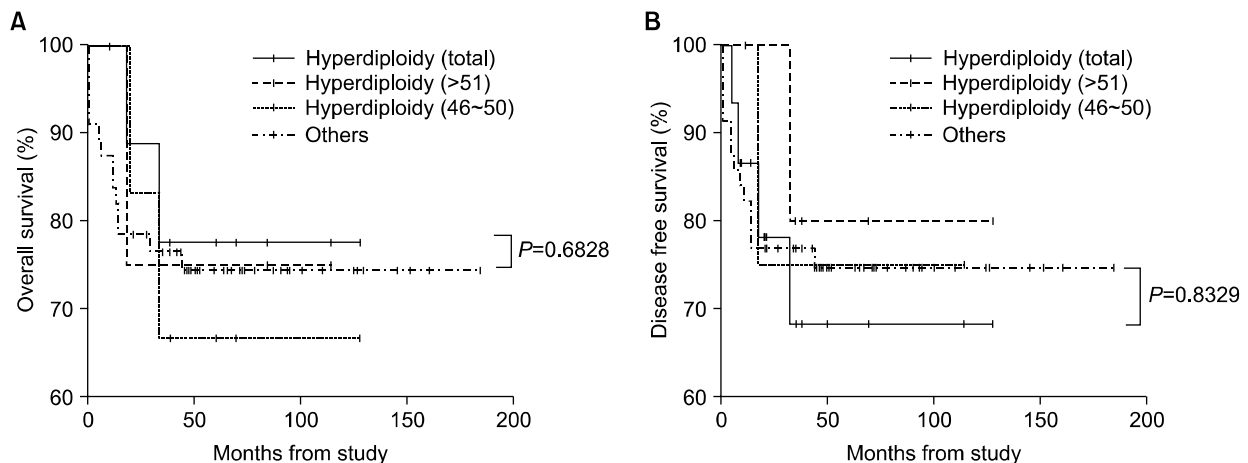 A
Overall survival (%)
100
90
80
70
60
0
50
100
150
200
Months from study
Hyperdiploidy (total)
Hyperdiploidy (>51)
Hyperdiploidy (46~50)
Others
P=0.6828
B
Disease free survival (%)
100
90
80
70
60
0
50
100
150
200
Months from study
Hyperdiploidy (total)
Hyperdiploidy (>51)
Hyperdiploidy (46~50)
Others
P=0.8329